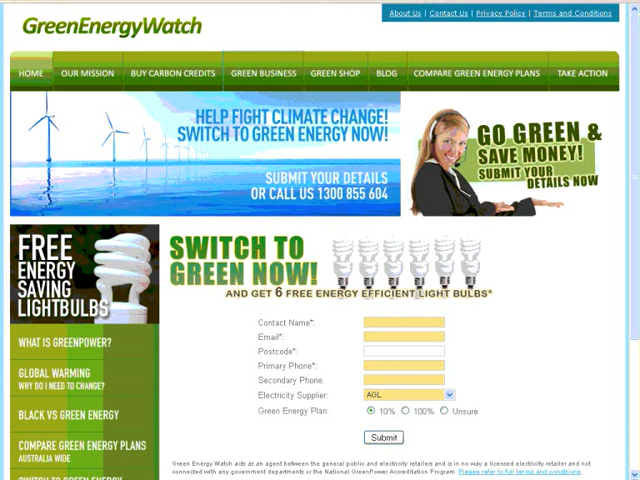 GreenEnergyWatch
About Us | Contact Us | Privacy Policy | Terms and Conditions
HOME OUR MISSION BUY CARBON CREDITS GREEN BUSINESS GREEN SHOP BLOG COMPARE GREEN ENERGY PLANS TAKE ACTION
HELP FIGHT CLIMATE CHANGE!
SWITCH TO GREEN ENERGY NOW!
SUBMIT YOUR DETAILS
OR CALL US 1300 855 604
GO GREEN &
SAVE MONEY!
SUBMIT YOUR
DETAILS NOW
FREE
ENERGY
SAVING
LIGHTBULBS
SWITCH TO
GREEN NOW!
AND GET 6 FREE ENERGY EFFICIENT LIGHT BULBS*
WHAT IS GREENPOWER?
GLOBAL WARMING
WHY DO I NEED TO CHANGE?
BLACK VS GREEN ENERGY
COMPARE GREEN ENERGY PLANS
AUSTRALIA WIDE
SWITCH TO GREEN ENERGY
Contact Name*:
Email*:
Postcode*:
Primary Phone*:
Secondary Phone:
Electricity Supplier: AGL
Green Energy Plan: 10% 100% Unsure
Submit
Green Energy Watch acts as an agent between the general public and electricity retailers and is in no way a licensed electricity retailer and not
connected with any government departments or the National GreenPower Accreditation Program. Please refer to full terms and conditions.